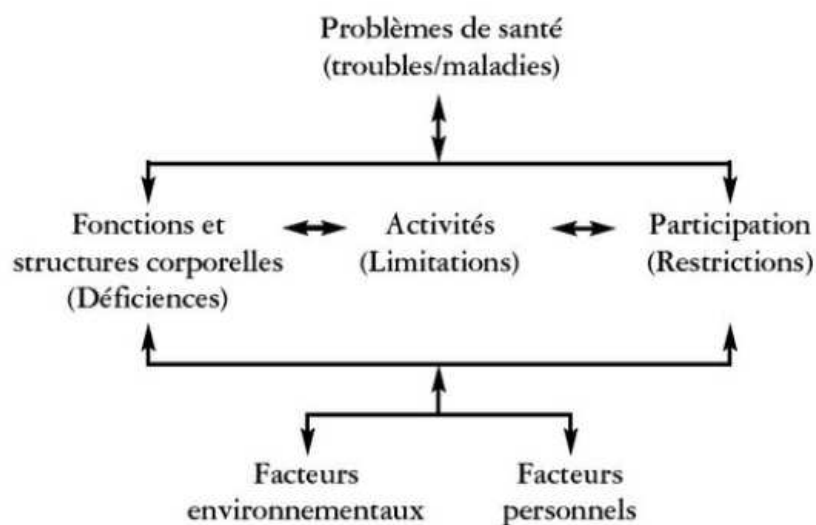 Problèmes de santé
(troubles/maladies)
Fonctions et
structures corporelles
(Déficiences)
Activités
(Limitations)
Participation
(Restrictions)
Facteurs
environnementaux
Facteurs
personnels